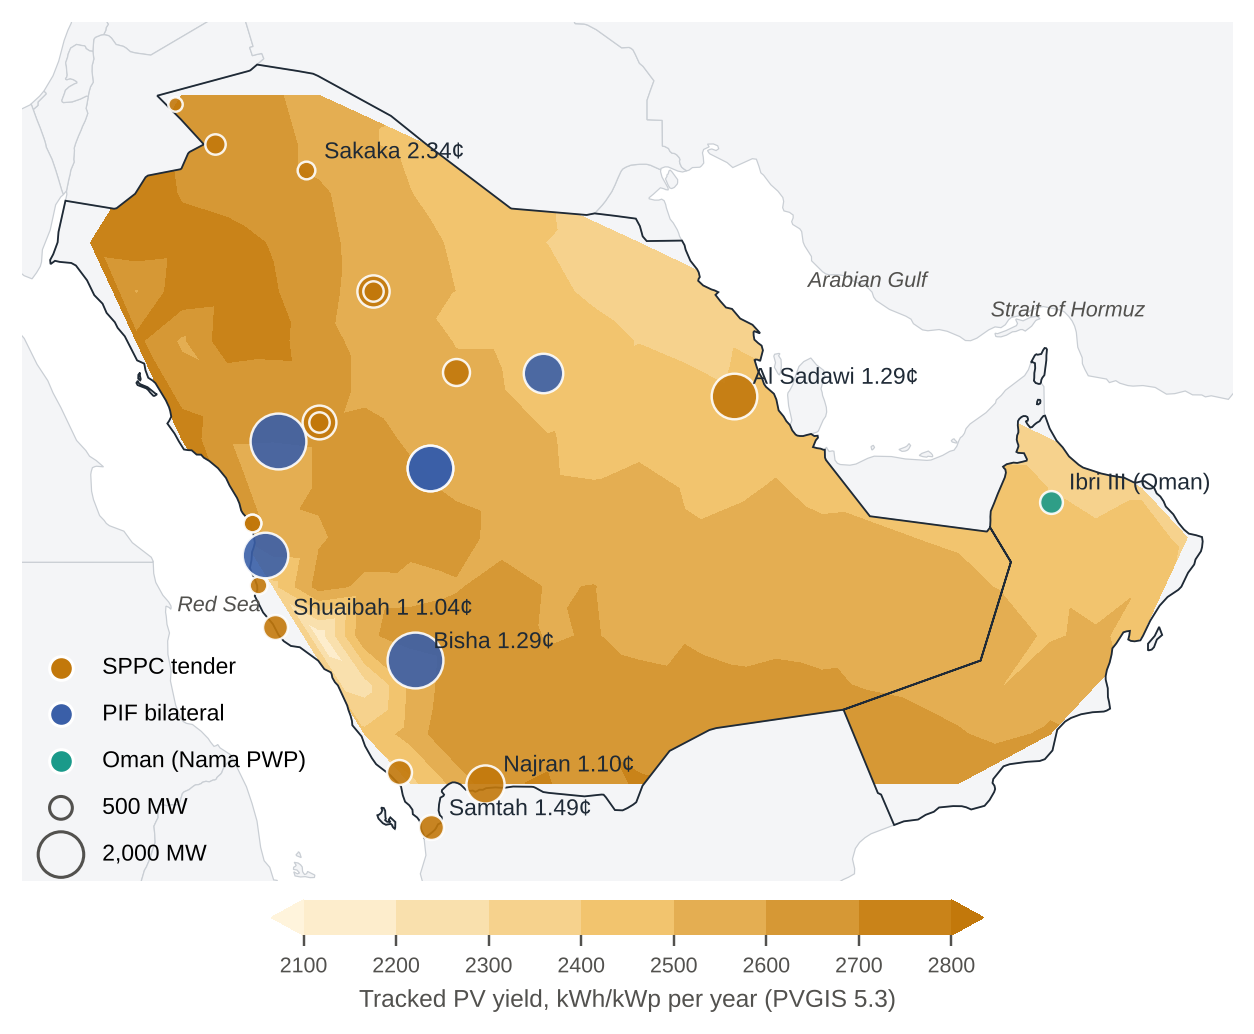 Sakaka 2.34¢
Arabian Gulf
Strait of Hormuz
Al Sadawi 1.29¢
Ibri III (Oman)
Red Sea
Shuaibah 1 1.04¢
Bisha 1.29¢
SPPC tender
PIF bilateral
Oman (Nama PWP)
500 MW
2,000 MW
Najran 1.10¢
Samtah 1.49¢
2100 2200 2300 2400 2500 2600 2700 2800
Tracked PV yield, kWh/kWp per year (PVGIS 5.3)